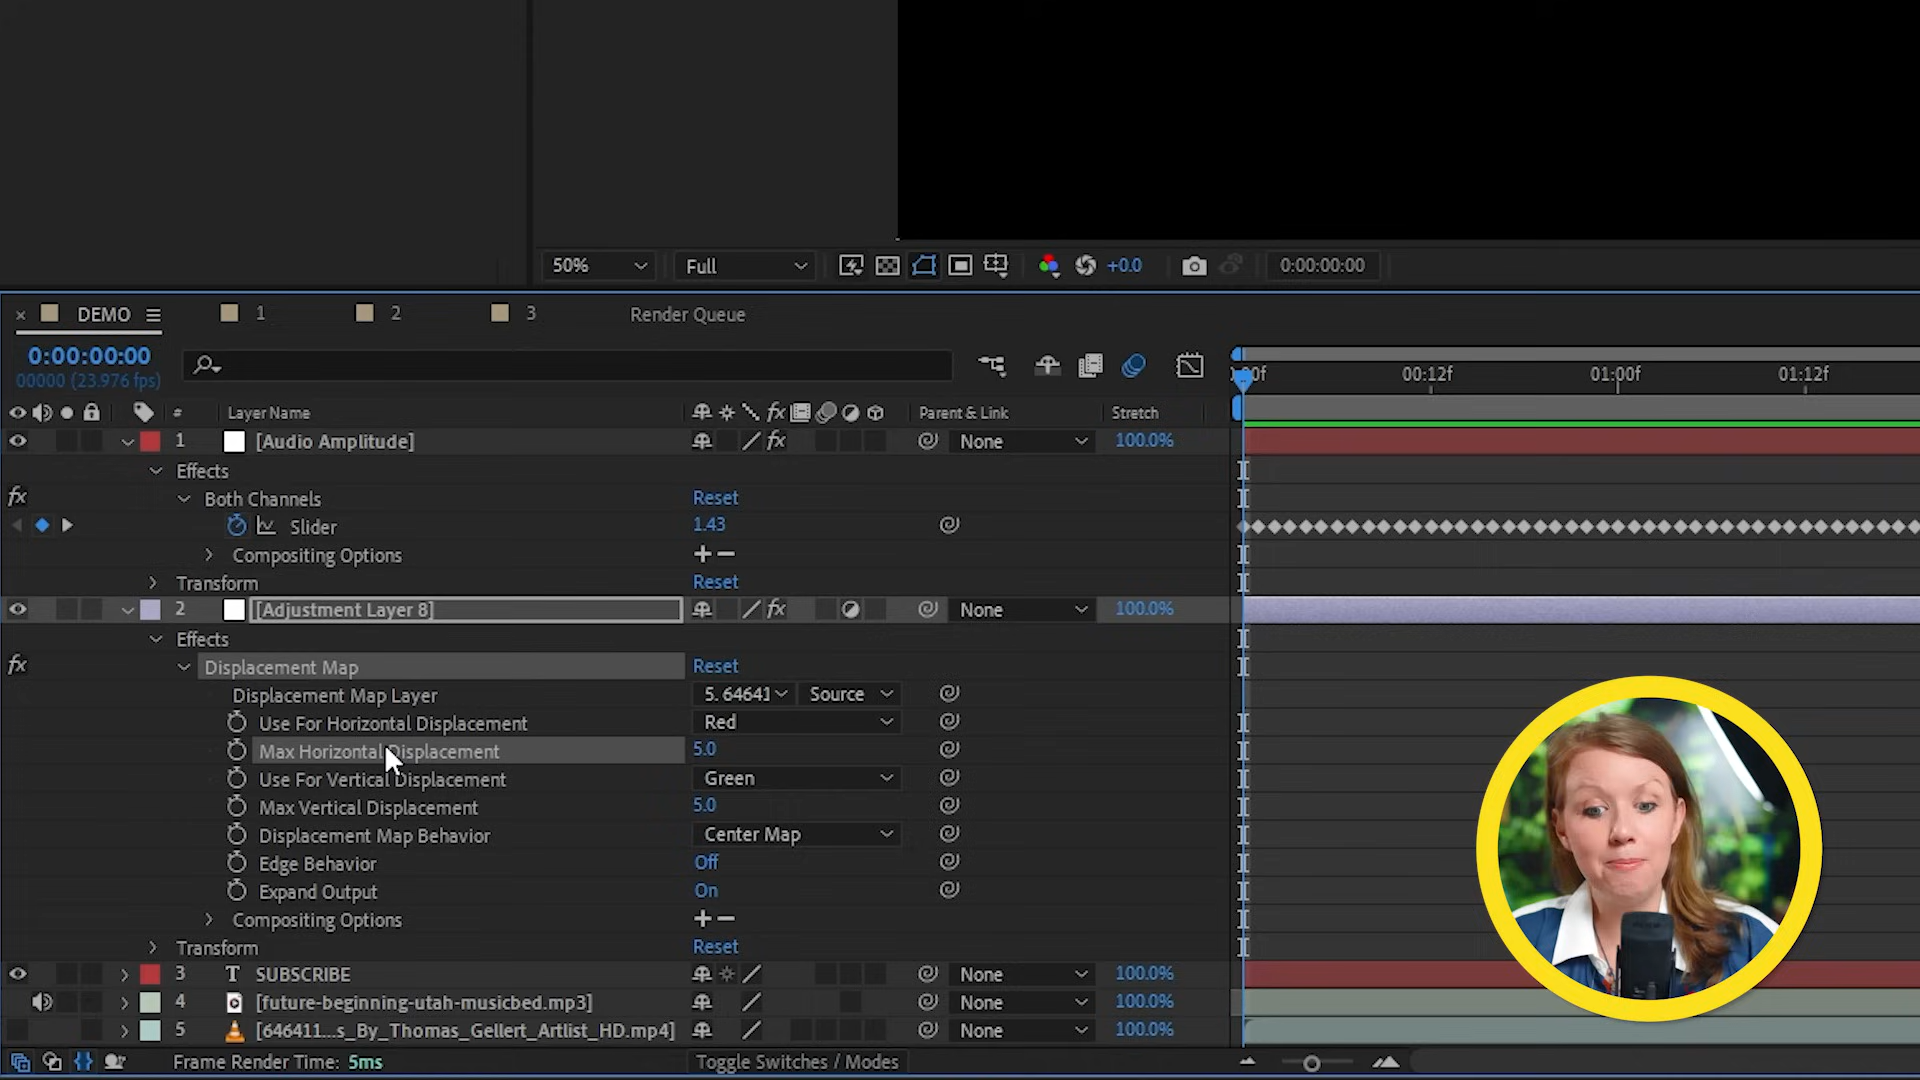 50% Full +0.0 0:00:00:00
× DEMO 1 2 3 Render Queue
0:00:00:00
00000 (23.976 fps)
00:12f 01:00f 01:12f
# Layer Name fx Parent & Link Stretch
1 [Audio Amplitude] fx None 100.0%
Effects
fx Both Channels Reset
Slider 1.43
Compositing Options + −
Transform Reset
2 [Adjustment Layer 8] fx None 100.0%
Effects
fx Displacement Map Reset
Displacement Map Layer 5. 64641 Source
Use For Horizontal Displacement Red
Max Horizontal Displacement 5.0
Use For Vertical Displacement Green
Max Vertical Displacement 5.0
Displacement Map Behavior Center Map
Edge Behavior Off
Expand Output On
Compositing Options + −
Transform Reset
3 T SUBSCRIBE None 100.0%
4 [future-beginning-utah-musicbed.mp3] None 100.0%
5 [646411...s_By_Thomas_Gellert_Artlist_HD.mp4] None 100.0%
Frame Render Time: 5ms Toggle Switches / Modes